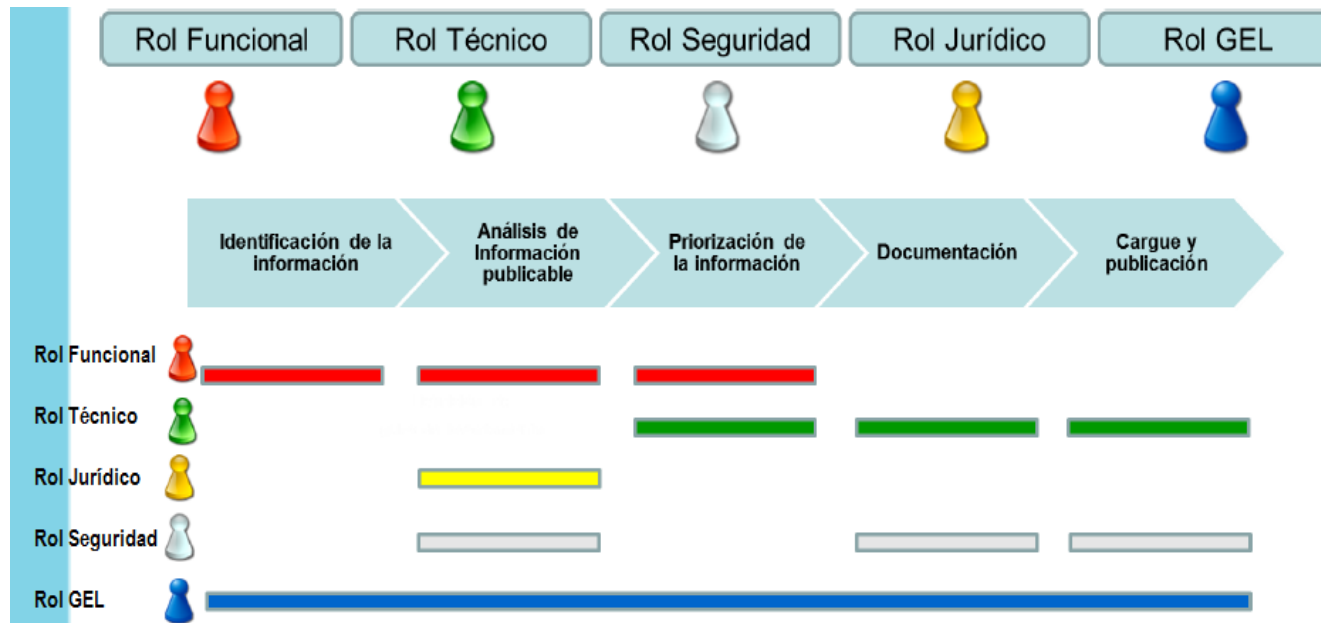 Rol Funcional
Rol Técnico
Rol Seguridad
Rol Jurídico
Rol GEL
Identificación de la
información
Análisis de
Información
publicable
Priorización de
la información
Documentación
Cargue y
publicación
Rol Funcional
Rol Técnico
Rol Jurídico
Rol Seguridad
Rol GEL